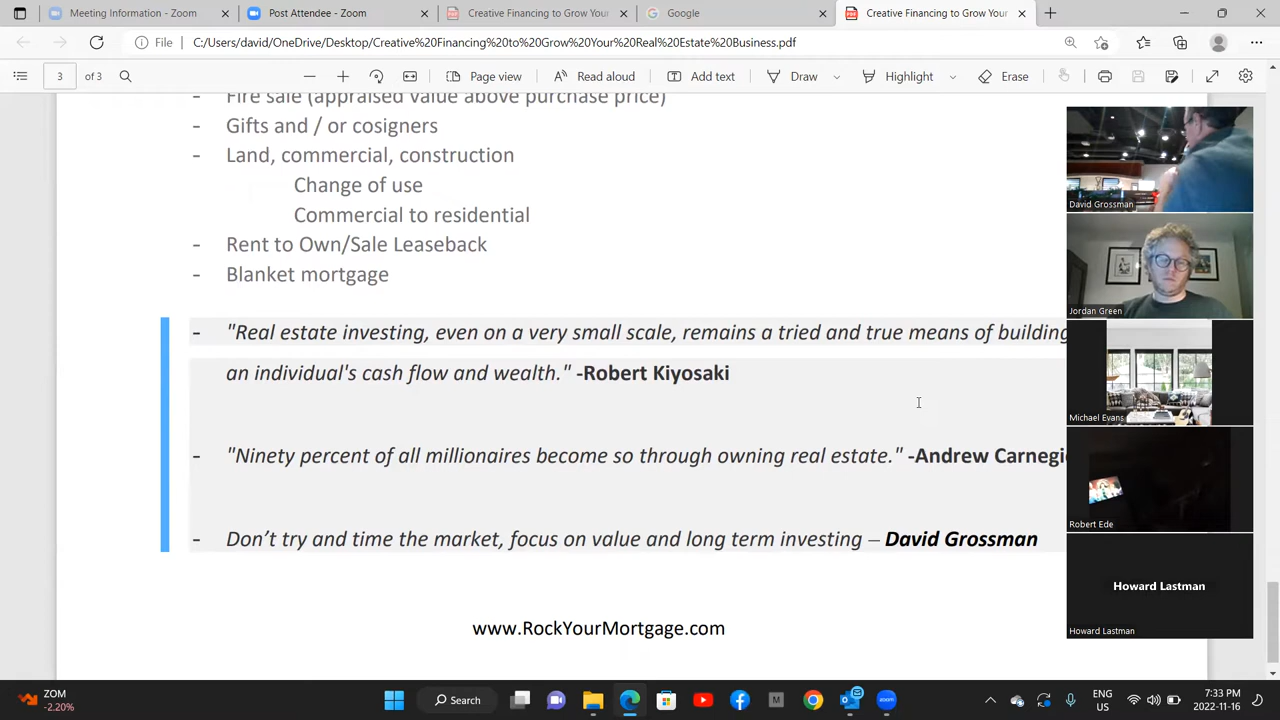 Meeting Information - Zoom
Post Attendee - Zoom
Creative Financing to Grow Your
Google
Creative Financing to Grow Your
File
C:/Users/david/OneDrive/Desktop/Creative%20Financing%20to%20Grow%20Your%20Real%20Estate%20Business.pdf
3 of 3
Page view
Read aloud
Add text
Draw
Highlight
Erase
- Fire sale (appraised value above purchase price)
- Gifts and / or cosigners
- Land, commercial, construction
Change of use
Commercial to residential
- Rent to Own/Sale Leaseback
- Blanket mortgage
- "Real estate investing, even on a very small scale, remains a tried and true means of building
an individual's cash flow and wealth." -Robert Kiyosaki
- "Ninety percent of all millionaires become so through owning real estate." -Andrew Carnegie
- Don’t try and time the market, focus on value and long term investing – David Grossman
www.RockYourMortgage.com
David Grossman
Jordan Green
Michael Evans
Robert Ede
Howard Lastman
Howard Lastman
ZOM
-2.20%
Search
zoom
ENG
US
7:33 PM
2022-11-16